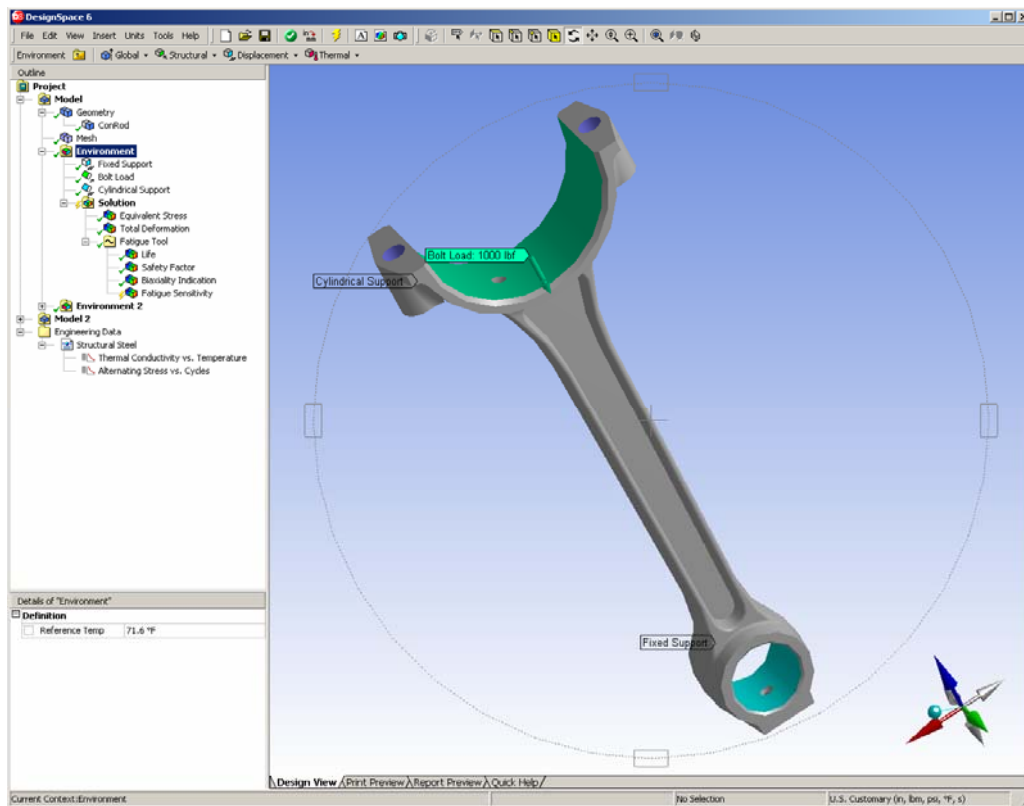 DesignSpace 6
File Edit View Insert Units Tools Help
Environment Global Structural Displacement Thermal
Outline
Project
Model
Geometry
ConRod
Mesh
Environment
Fixed Support
Bolt Load
Cylindrical Support
Solution
Equivalent Stress
Total Deformation
Fatigue Tool
Life
Safety Factor
Biaxiality Indication
Fatigue Sensitivity
Environment 2
Model 2
Engineering Data
Structural Steel
Thermal Conductivity vs. Temperature
Alternating Stress vs. Cycles
Bolt Load: 1000 lbf
Cylindrical Support
Fixed Support
Details of "Environment"
Definition
Reference Temp 71.6 °F
Design View Print Preview Report Preview Quick Help
Current Context:Environment No Selection U.S. Customary (in, lbm, psi, °F, s)